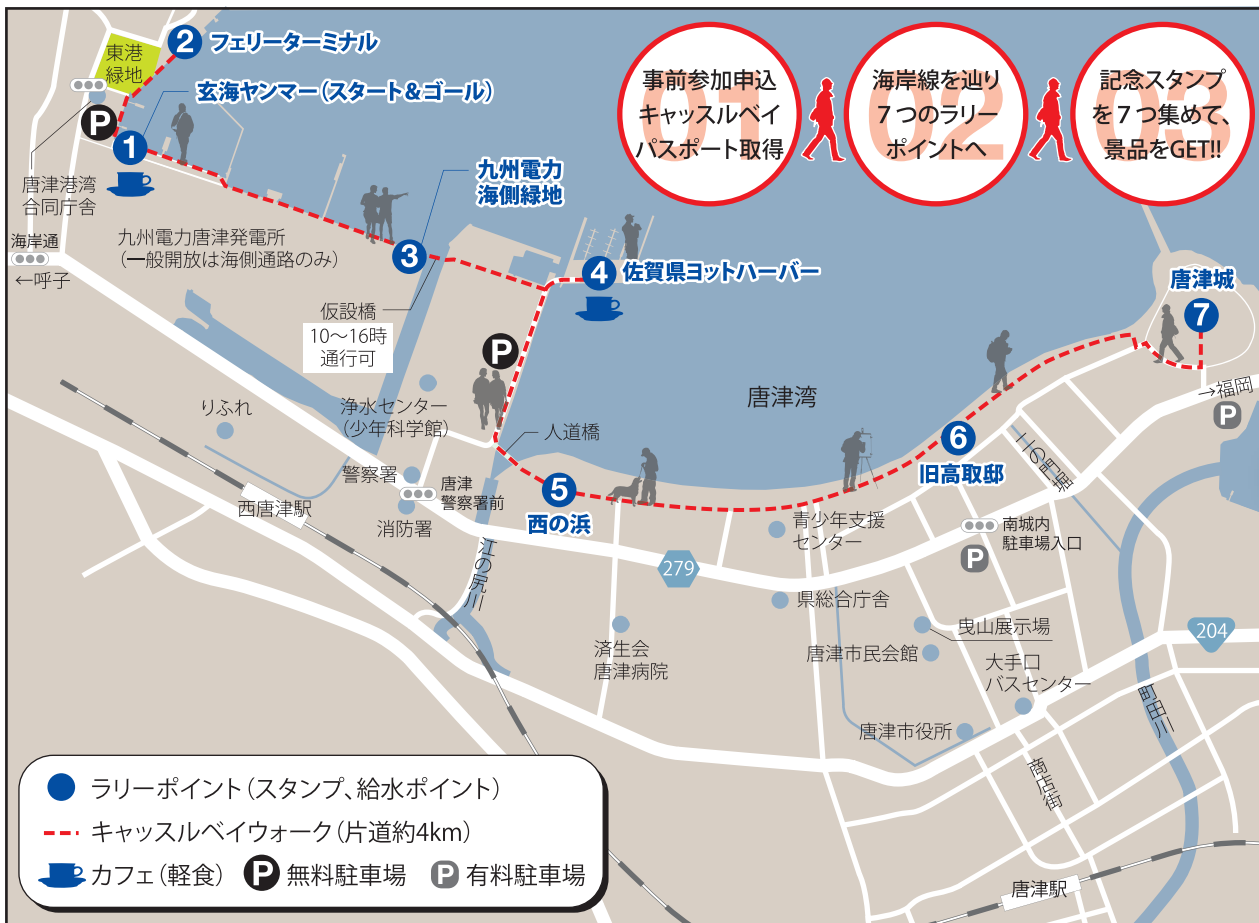 東港
緑地
2 フェリーターミナル
玄海ヤンマー（スタート＆ゴール）
P
1
唐津港湾
合同庁舎
海岸通
←呼子
九州電力唐津発電所
（一般開放は海側通路のみ）
九州電力
海側緑地
3
仮設橋
10〜16時
通行可
4 佐賀県ヨットハーバー
P
01
事前参加申込
キャッスルベイ
パスポート取得
02
海岸線を辿り
7つのラリー
ポイントへ
03
記念スタンプ
を7つ集めて、
景品をGET!!
唐津城
7
→福岡
P
唐津湾
りふれ
浄水センター
（少年科学館）
人道橋
警察署
唐津
警察署前
消防署
西唐津駅
5
西の浜
江の尻川
6
旧高取邸
二の門堀
青少年支援
センター
南城内
駐車場入口
P
279
県総合庁舎
済生会
唐津病院
曳山展示場
唐津市民会館
大手口
バスセンター
204
唐津市役所
町田川
商店街
唐津駅
ラリーポイント（スタンプ、給水ポイント）
キャッスルベイウォーク（片道約4km）
カフェ（軽食） P 無料駐車場 P 有料駐車場